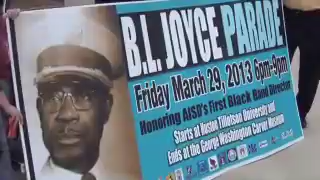 B.L. JOYCE PARADE
Friday March 29, 2013 6pm-9pm
Honoring AISD's First Black Band Director
Starts at Huston Tillotson University and
Ends at the George Washington Carver Museum